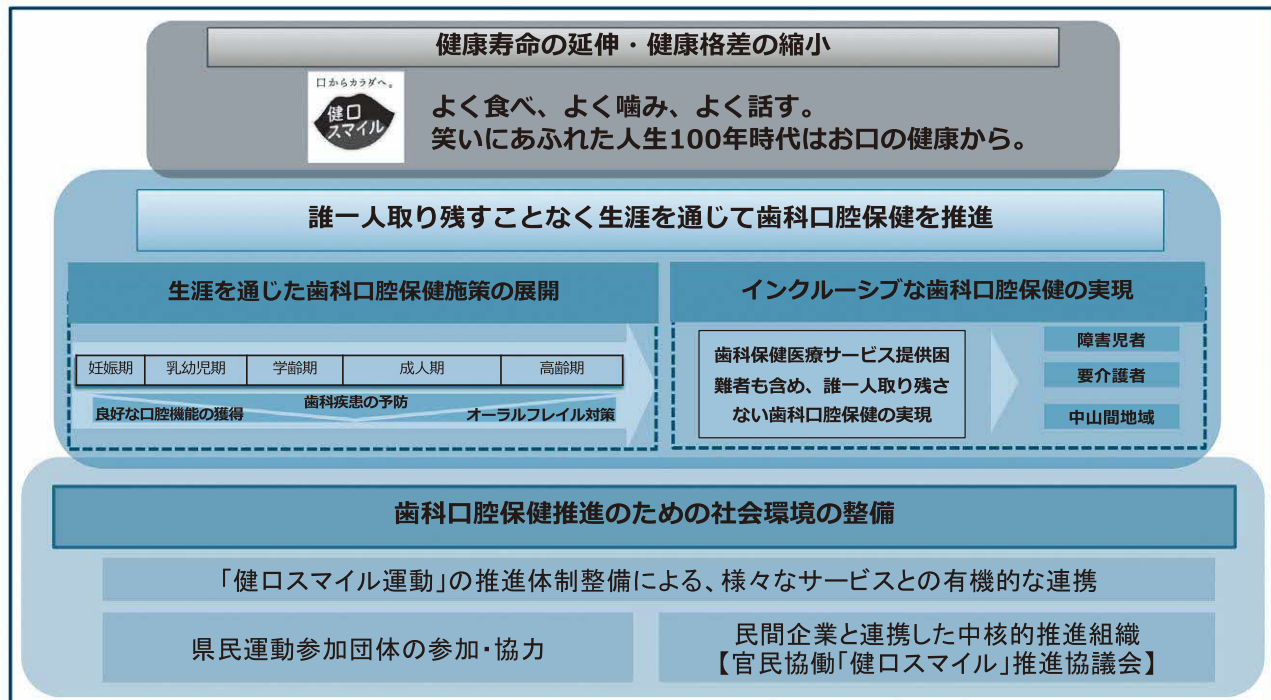 健康寿命の延伸・健康格差の縮小
口からカラダへ。
健口
スマイル
よく食べ、よく噛み、よく話す。
笑いにあふれた人生100年時代はお口の健康から。
誰一人取り残すことなく生涯を通じて歯科口腔保健を推進
生涯を通じた歯科口腔保健施策の展開
妊娠期 乳幼児期 学齢期 成人期 高齢期
歯科疾患の予防
良好な口腔機能の獲得
オーラルフレイル対策
インクルーシブな歯科口腔保健の実現
歯科保健医療サービス提供困
難者も含め、誰一人取り残さ
ない歯科口腔保健の実現
障害児者
要介護者
中山間地域
歯科口腔保健推進のための社会環境の整備
「健口スマイル運動」の推進体制整備による、様々なサービスとの有機的な連携
県民運動参加団体の参加・協力
民間企業と連携した中核的推進組織
【官民協働「健口スマイル」推進協議会】